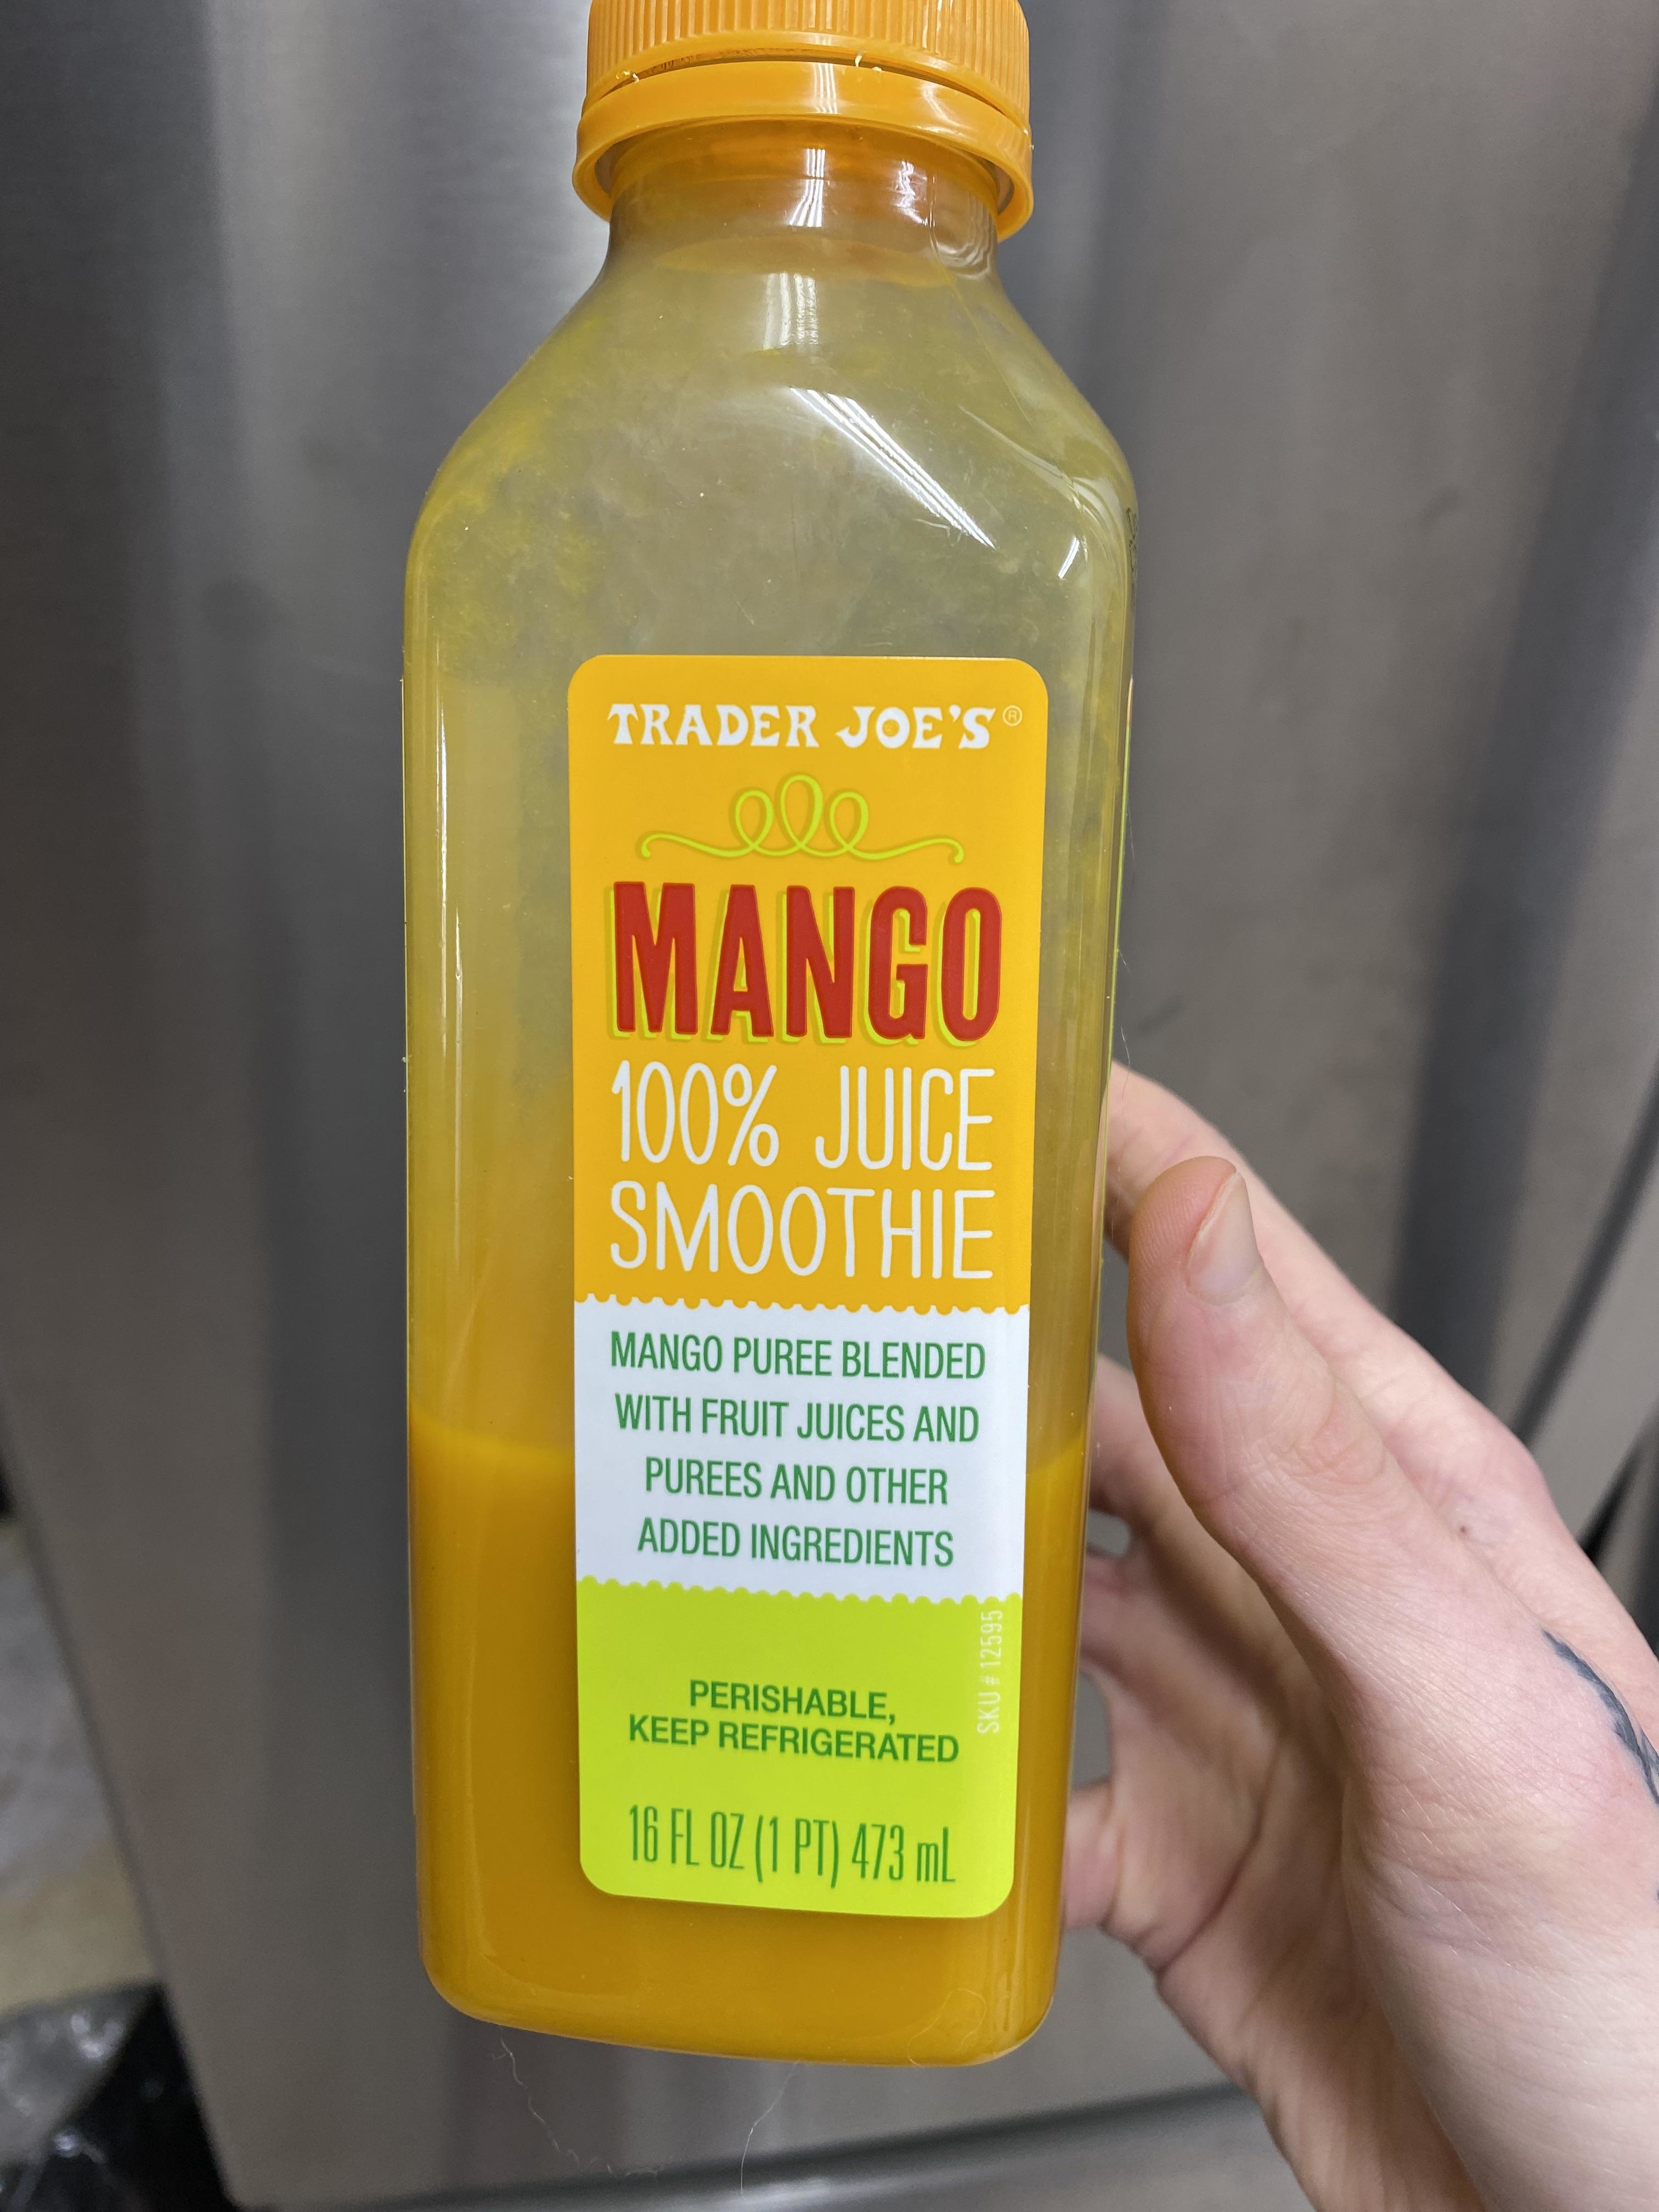 TRADER JOE'S®
MANGO
100% JUICE
SMOOTHIE
MANGO PUREE BLENDED
WITH FRUIT JUICES AND
PUREES AND OTHER
ADDED INGREDIENTS
SKU# 12595
PERISHABLE,
KEEP REFRIGERATED
16 FL OZ (1 PT) 473 mL